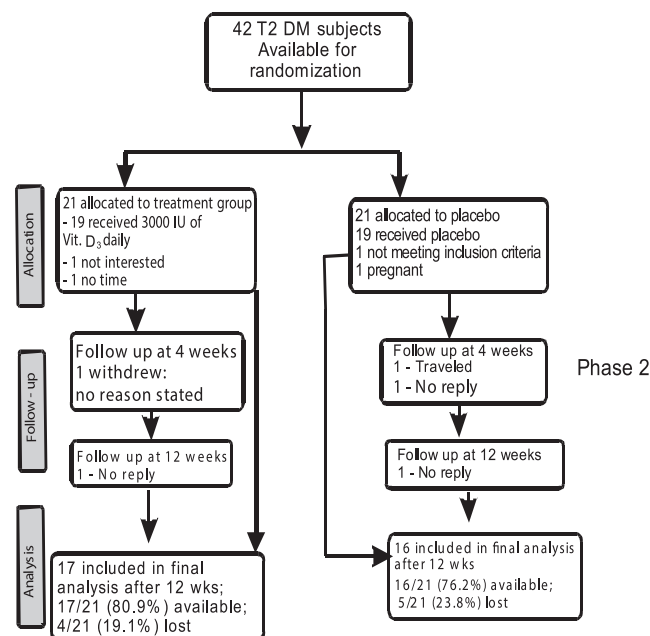 42 T2 DM subjects
Available for
randomization
Allocation
21 allocated to treatment group
- 19 received 3000 IU of
Vit. D₃ daily
- 1 not interested
- 1 no time
21 allocated to placebo
19 received placebo
1 not meeting inclusion criteria
1 pregnant
Follow - up
Follow up at 4 weeks
1 withdrew:
no reason stated
Follow up at 4 weeks
1 - Traveled
1 - No reply
Phase 2
Follow up at 12 weeks
1 - No reply
Follow up at 12 weeks
1 - No reply
Analysis
17 included in final
analysis after 12 wks;
17/21 (80.9%) available;
4/21 (19.1%) lost
16 included in final analysis
after 12 wks
16/21 (76.2%) available;
5/21 (23.8%) lost